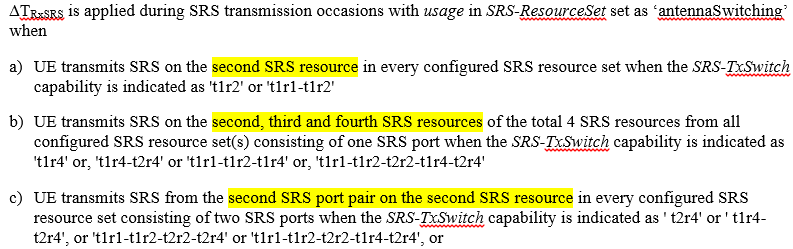 ΔTRxSRS is applied during SRS transmission occasions with usage in SRS-ResourceSet set as ‘antennaSwitching’
when
a) UE transmits SRS on the second SRS resource in every configured SRS resource set when the SRS-TxSwitch
capability is indicated as 't1r2' or 't1r1-t1r2'
b) UE transmits SRS on the second, third and fourth SRS resources of the total 4 SRS resources from all
configured SRS resource set(s) consisting of one SRS port when the SRS-TxSwitch capability is indicated as
't1r4' or, 't1r4-t2r4' or 't1r1-t1r2-t1r4' or, 't1r1-t1r2-t2r2-t1r4-t2r4'
c) UE transmits SRS from the second SRS port pair on the second SRS resource in every configured SRS
resource set consisting of two SRS ports when the SRS-TxSwitch capability is indicated as ' t2r4' or ' t1r4-
t2r4', or 't1r1-t1r2-t2r2-t2r4' or 't1r1-t1r2-t2r2-t1r4-t2r4', or